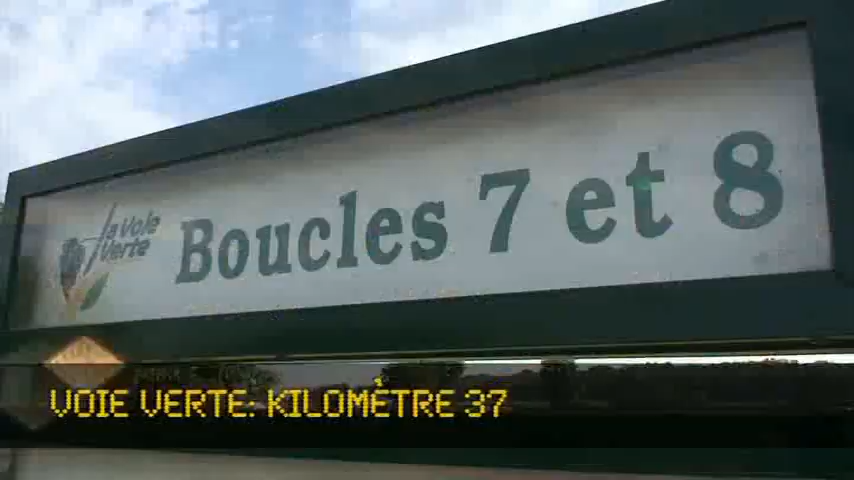 la Voie
Verte
Boucles 7 et 8
VOIE VERTE: KILOMÈTRE 37